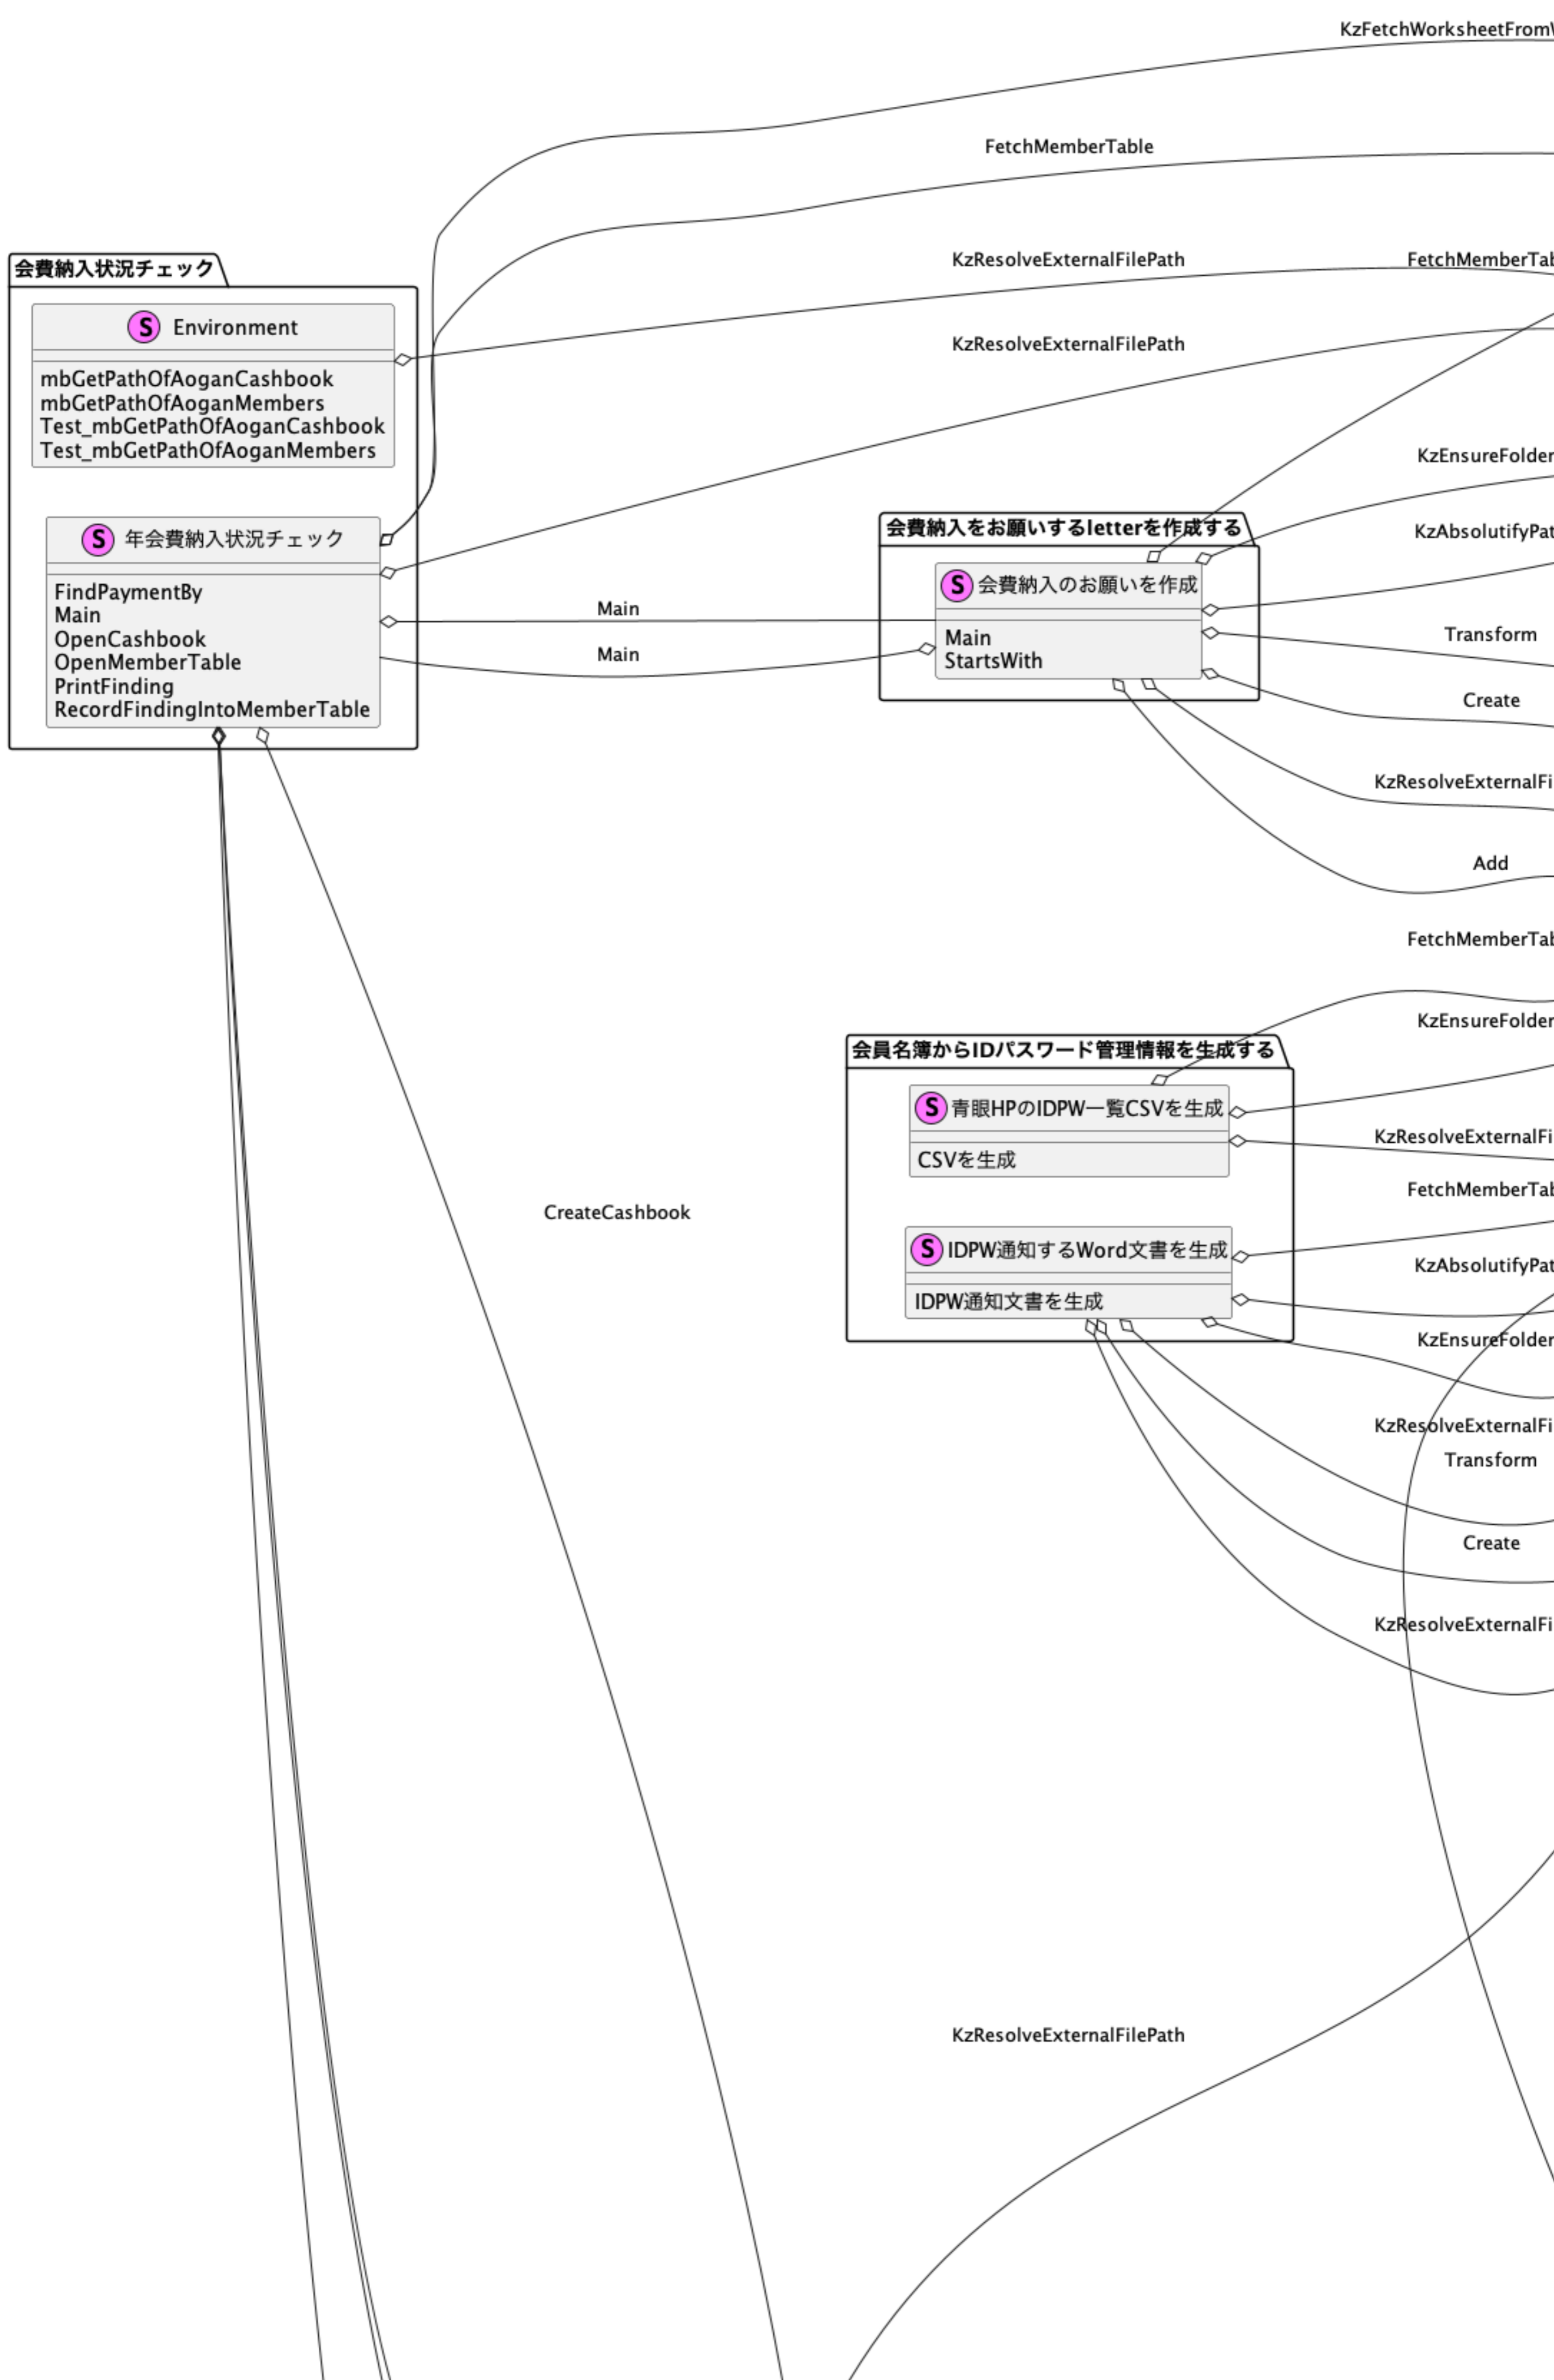 KzFetchWorksheetFromW
FetchMemberTable
KzResolveExternalFilePath
FetchMemberTab
会費納入状況チェック
S Environment
mbGetPathOfAoganCashbook
mbGetPathOfAoganMembers
Test_mbGetPathOfAoganCashbook
Test_mbGetPathOfAoganMembers
KzResolveExternalFilePath
S 年会費納入状況チェック
FindPaymentBy
Main
OpenCashbook
OpenMemberTable
PrintFinding
RecordFindingIntoMemberTable
Main
Main
会費納入をお願いするletterを作成する
S 会費納入のお願いを作成
Main
StartsWith
KzEnsureFolder
KzAbsolutifyPat
Transform
Create
KzResolveExternalFi
Add
FetchMemberTab
KzEnsureFolder
会員名簿からIDパスワード管理情報を生成する
S 青眼HPのIDPW一覧CSVを生成
CSVを生成
KzResolveExternalFi
FetchMemberTab
S IDPW通知するWord文書を生成
IDPW通知文書を生成
KzAbsolutifyPat
KzEnsureFolder
KzResolveExternalFi
Transform
Create
KzResolveExternalFi
CreateCashbook
KzResolveExternalFilePath